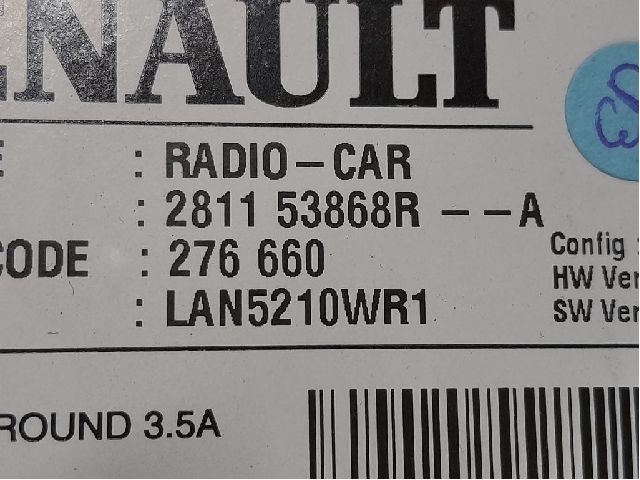 ENAULT
E : RADIO-CAR
: 2811 53868R --A
CODE : 276 660
Config :
: LAN5210WR1
HW Ver
SW Ver
ROUND 3.5A